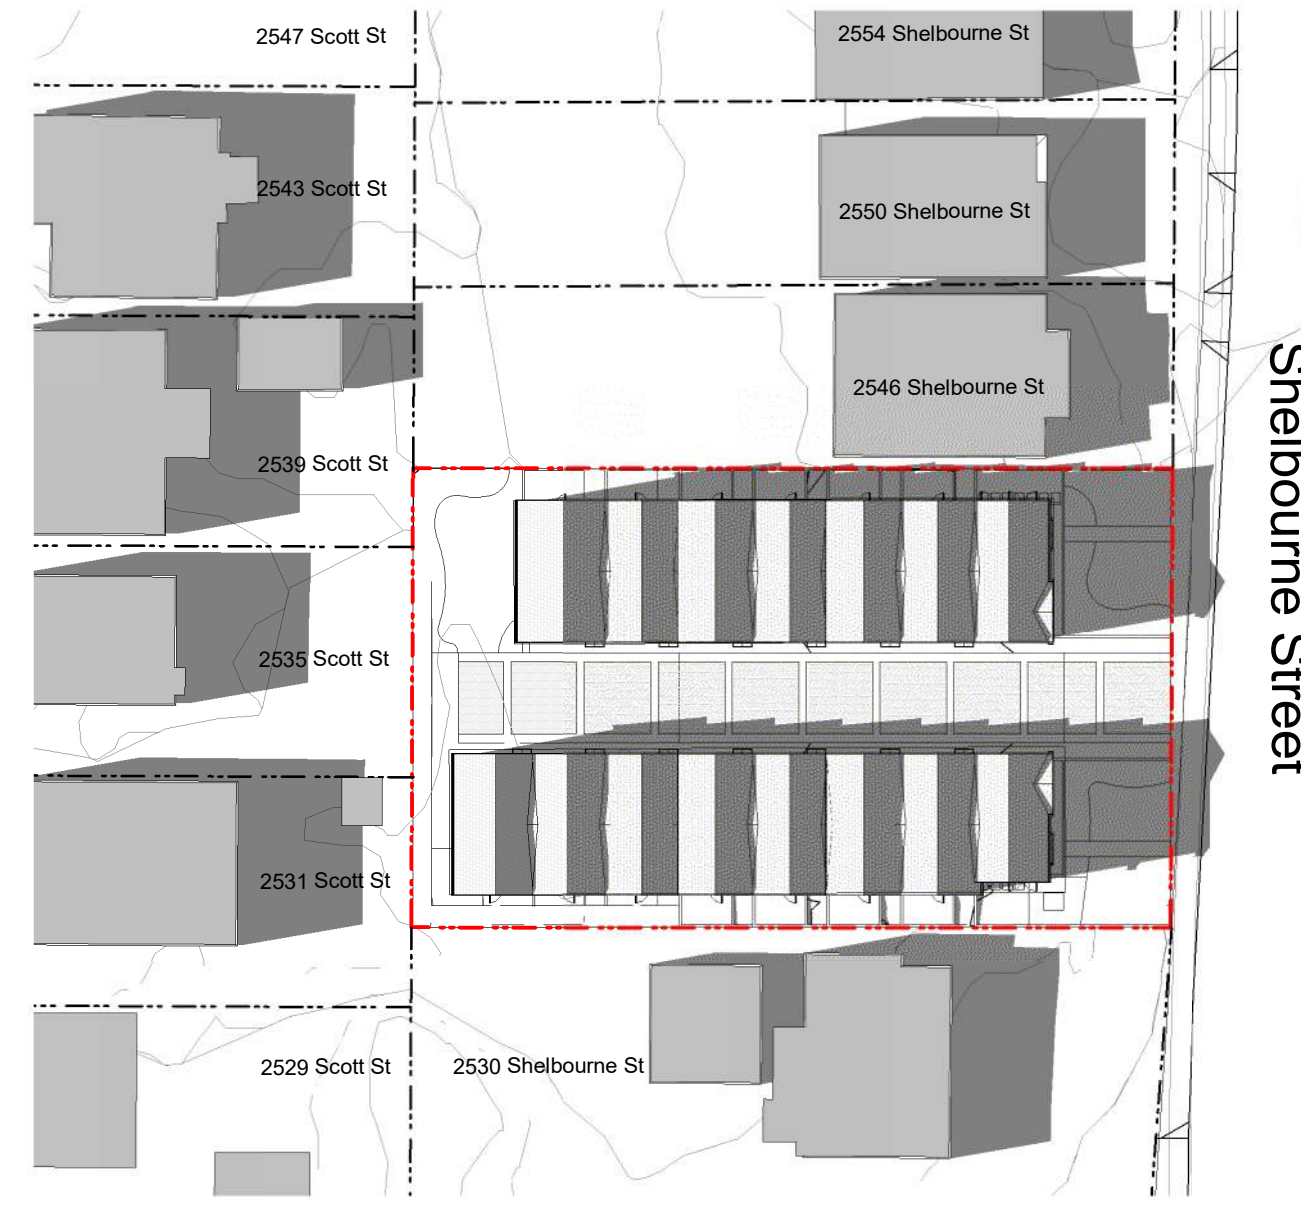 2547 Scott St
2554 Shelbourne St
2543 Scott St
2550 Shelbourne St
2546 Shelbourne St
2539 Scott St
Shelbourne Street
2535 Scott St
2531 Scott St
2529 Scott St
2530 Shelbourne St